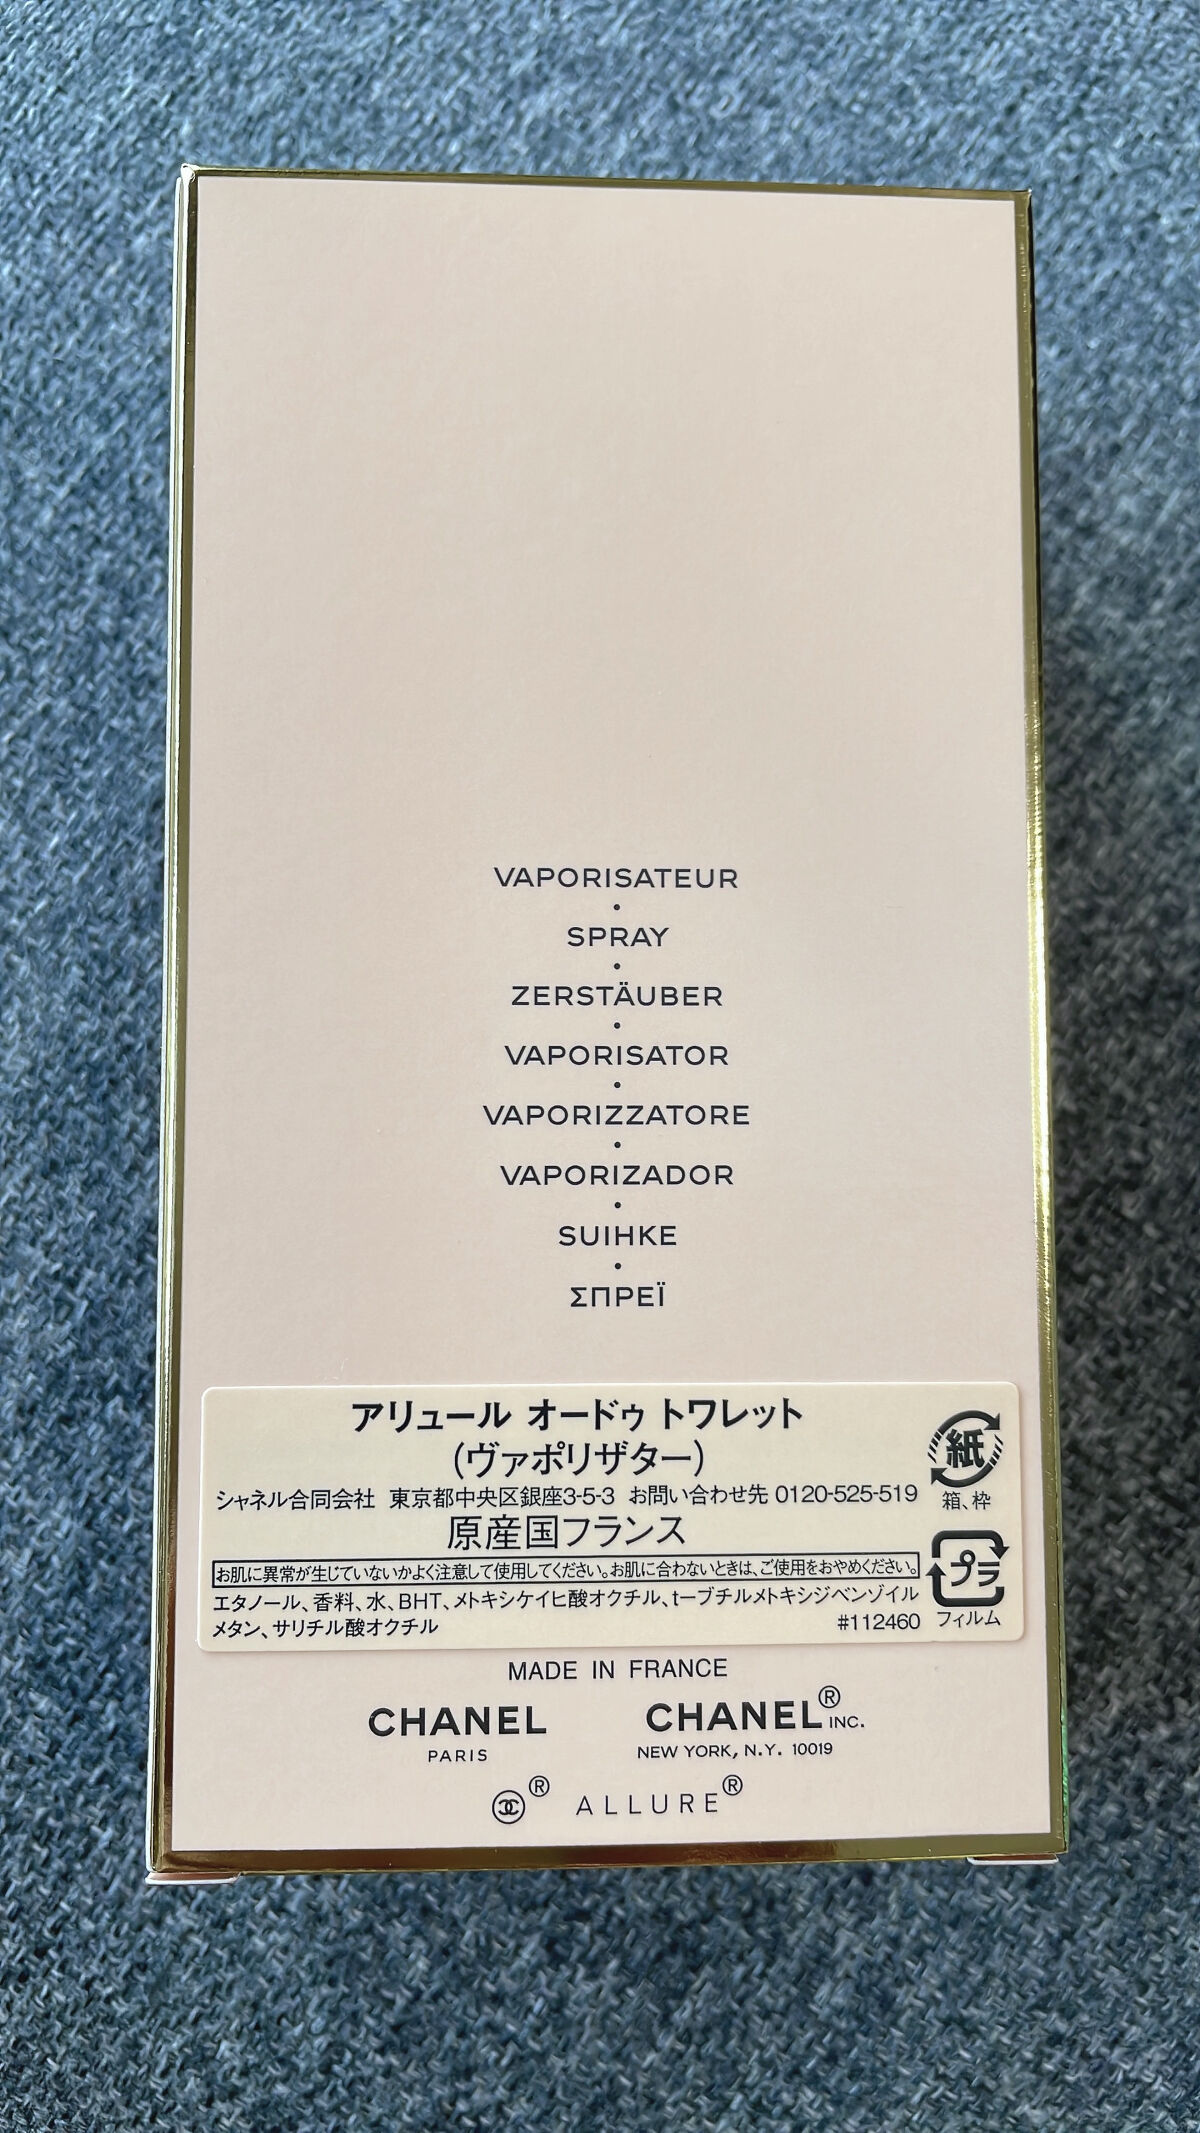 VAPORISATEUR
•
SPRAY
•
ZERSTÄUBER
•
VAPORISATOR
•
VAPORIZZATORE
•
VAPORIZADOR
•
SUIHKE
•
ΣΠΡΕΪ
アリュール オードゥ トワレット
(ヴァポリザター)
シャネル合同会社 東京都中央区銀座3-5-3 お問い合わせ先 0120-525-519
原産国フランス
お肌に異常が生じていないかよく注意して使用してください。お肌に合わないときは、ご使用をおやめください。
エタノール、香料、水、BHT、メトキシケイヒ酸オクチル、t-ブチルメトキシジベンゾイル
メタン、サリチル酸オクチル #112460
紙
箱、枠
プラ
フィルム
MADE IN FRANCE
CHANEL CHANEL® INC.
PARIS NEW YORK, N.Y. 10019
® ALLURE®